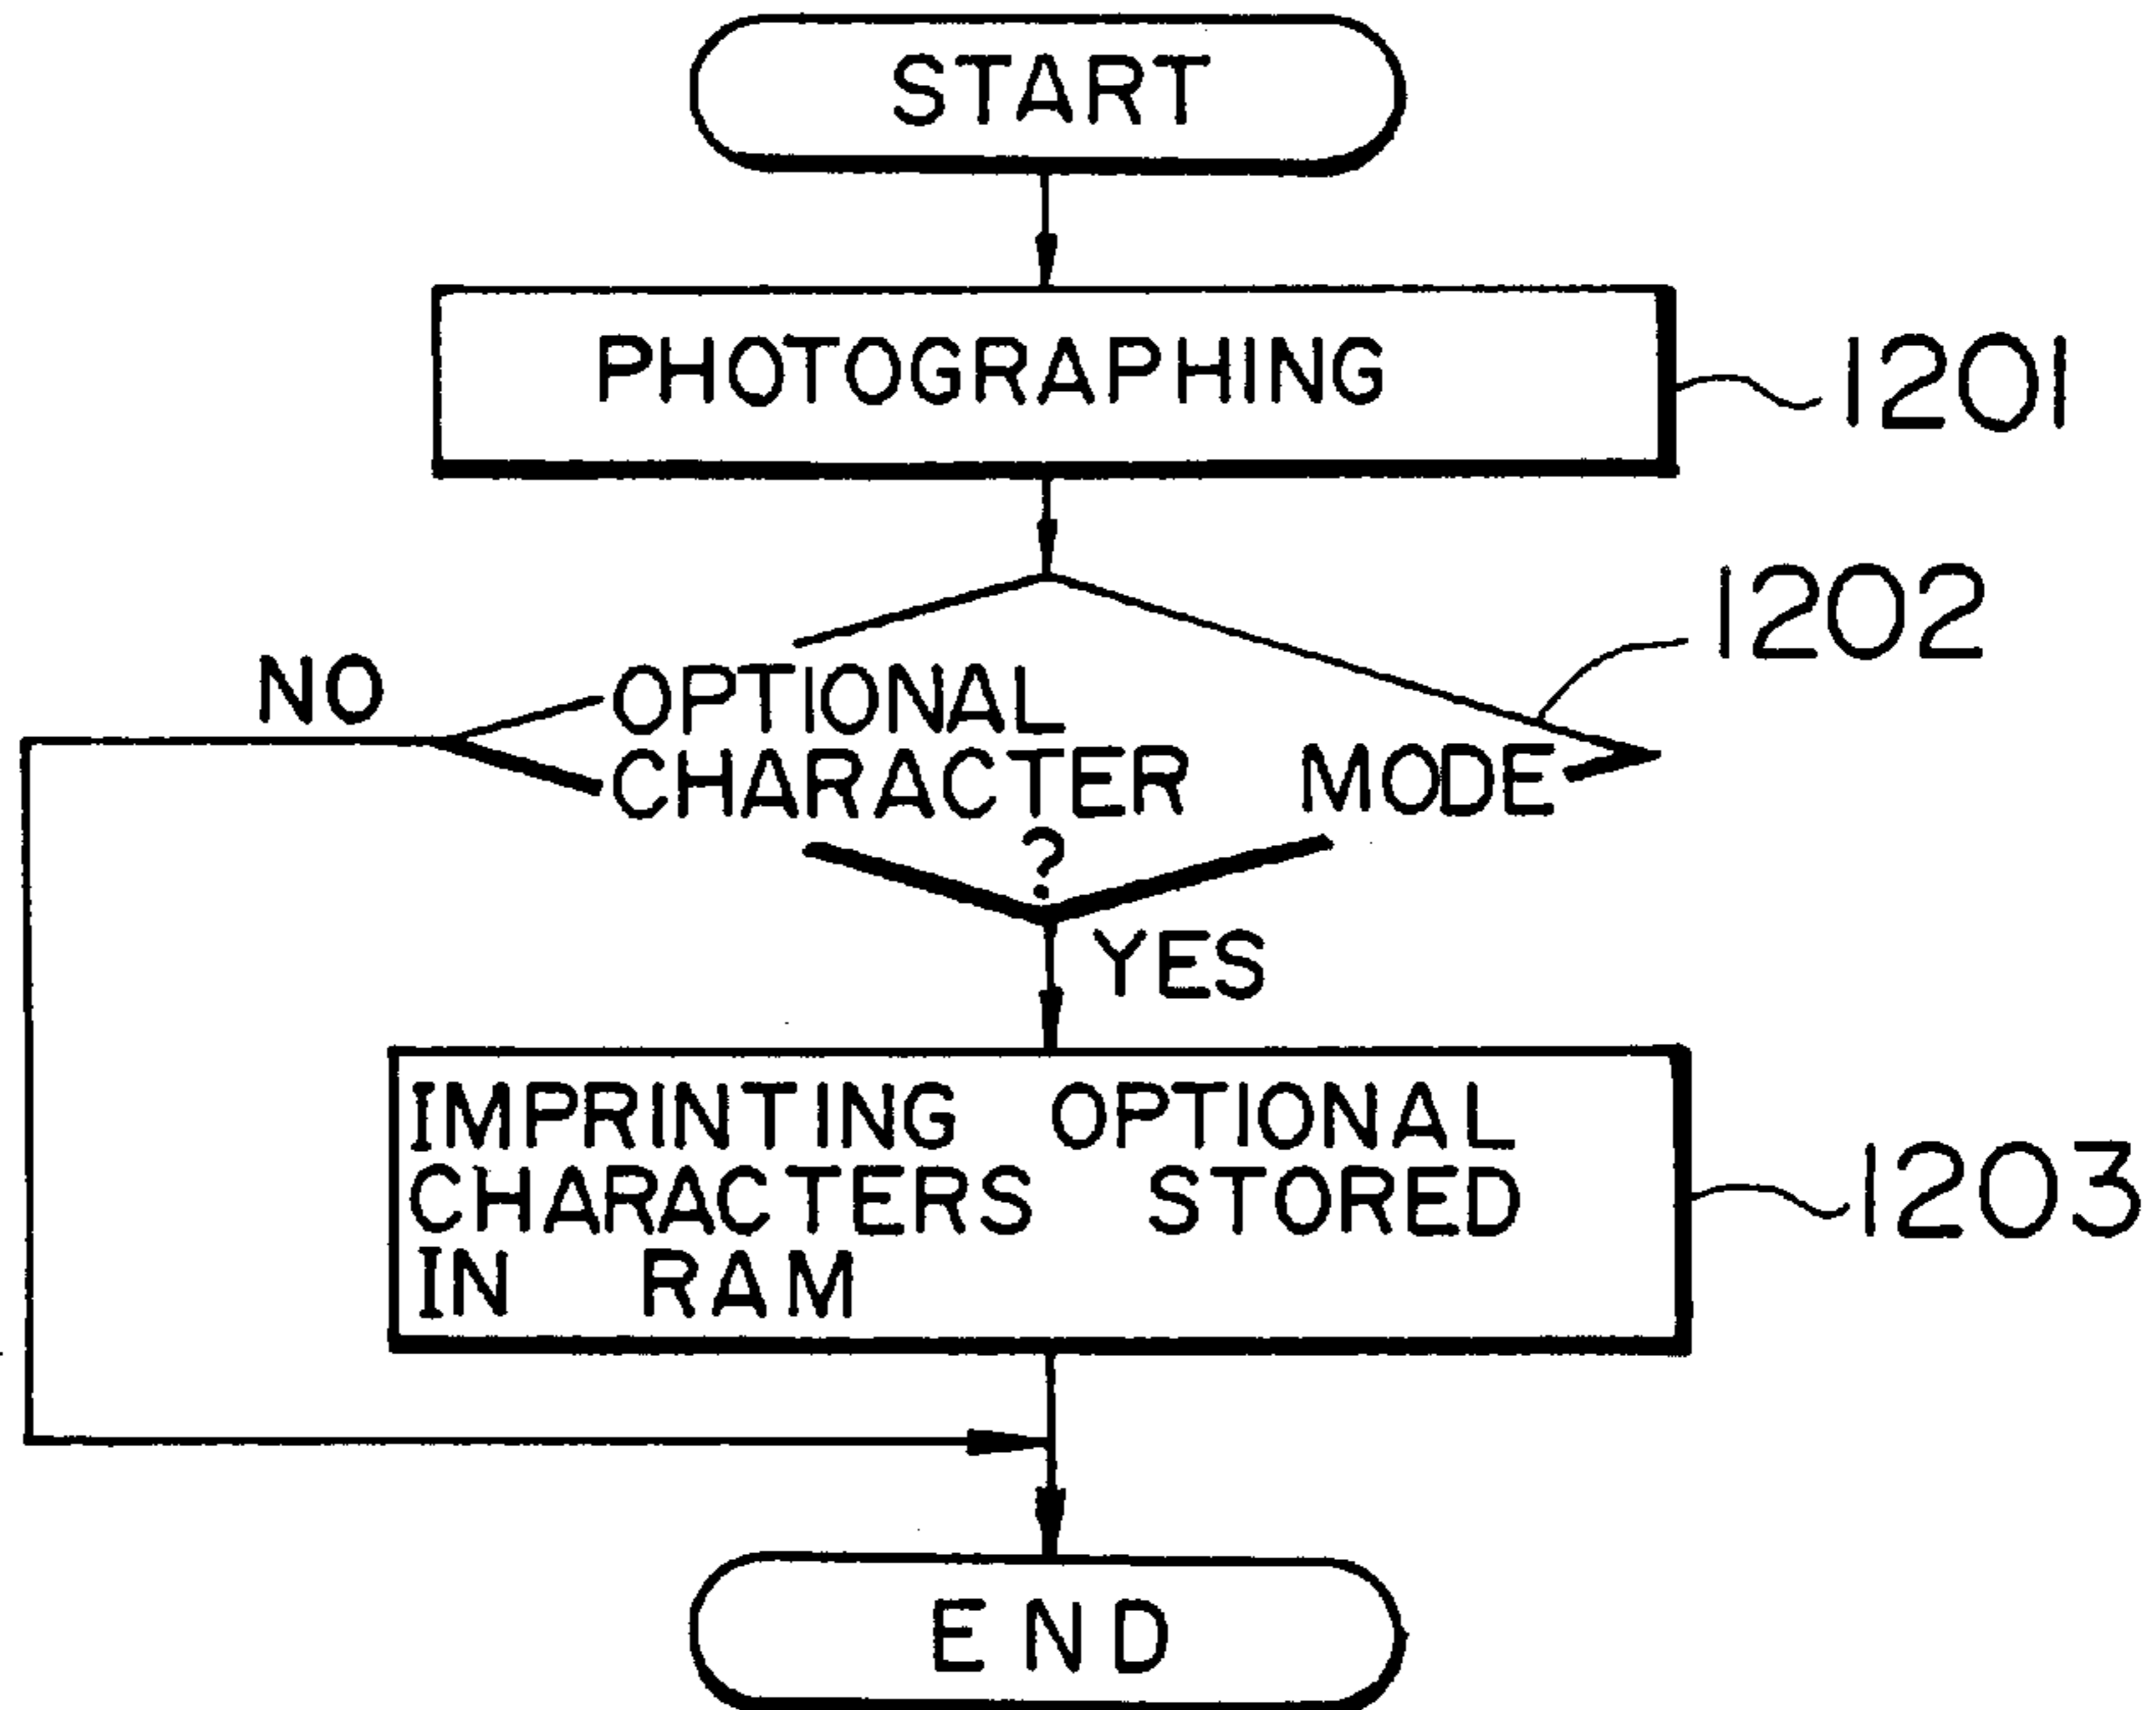 START
PHOTOGRAPHING
1201
1202
NO
OPTIONAL
CHARACTER MODE
?
YES
IMPRINTING OPTIONAL
CHARACTERS STORED
IN RAM
1203
END